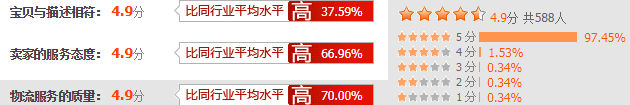 宝贝与描述相符：4.9分 比同行业平均水平 高 37.59%
卖家的服务态度：4.9分 比同行业平均水平 高 66.96%
物流服务的质量：4.9分 比同行业平均水平 高 70.00%
4.9分 共588人
5分 97.45%
4分 1.53%
3分 0.34%
2分 0.34%
1分 0.34%